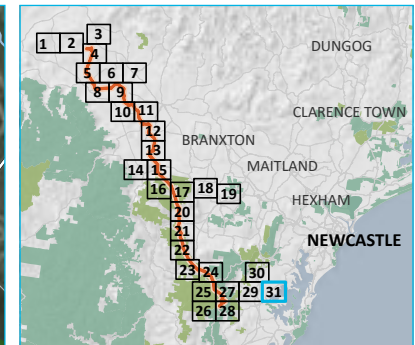 3
1 2
4
DUNGOG
5 6 7
8 9
10 11
CLARENCE TOWN
12
BRANXTON
13
MAITLAND
14 15
16 17 18 19
HEXHAM
20
21
NEWCASTLE
22
23 24 30
25 27 29 31
26 28